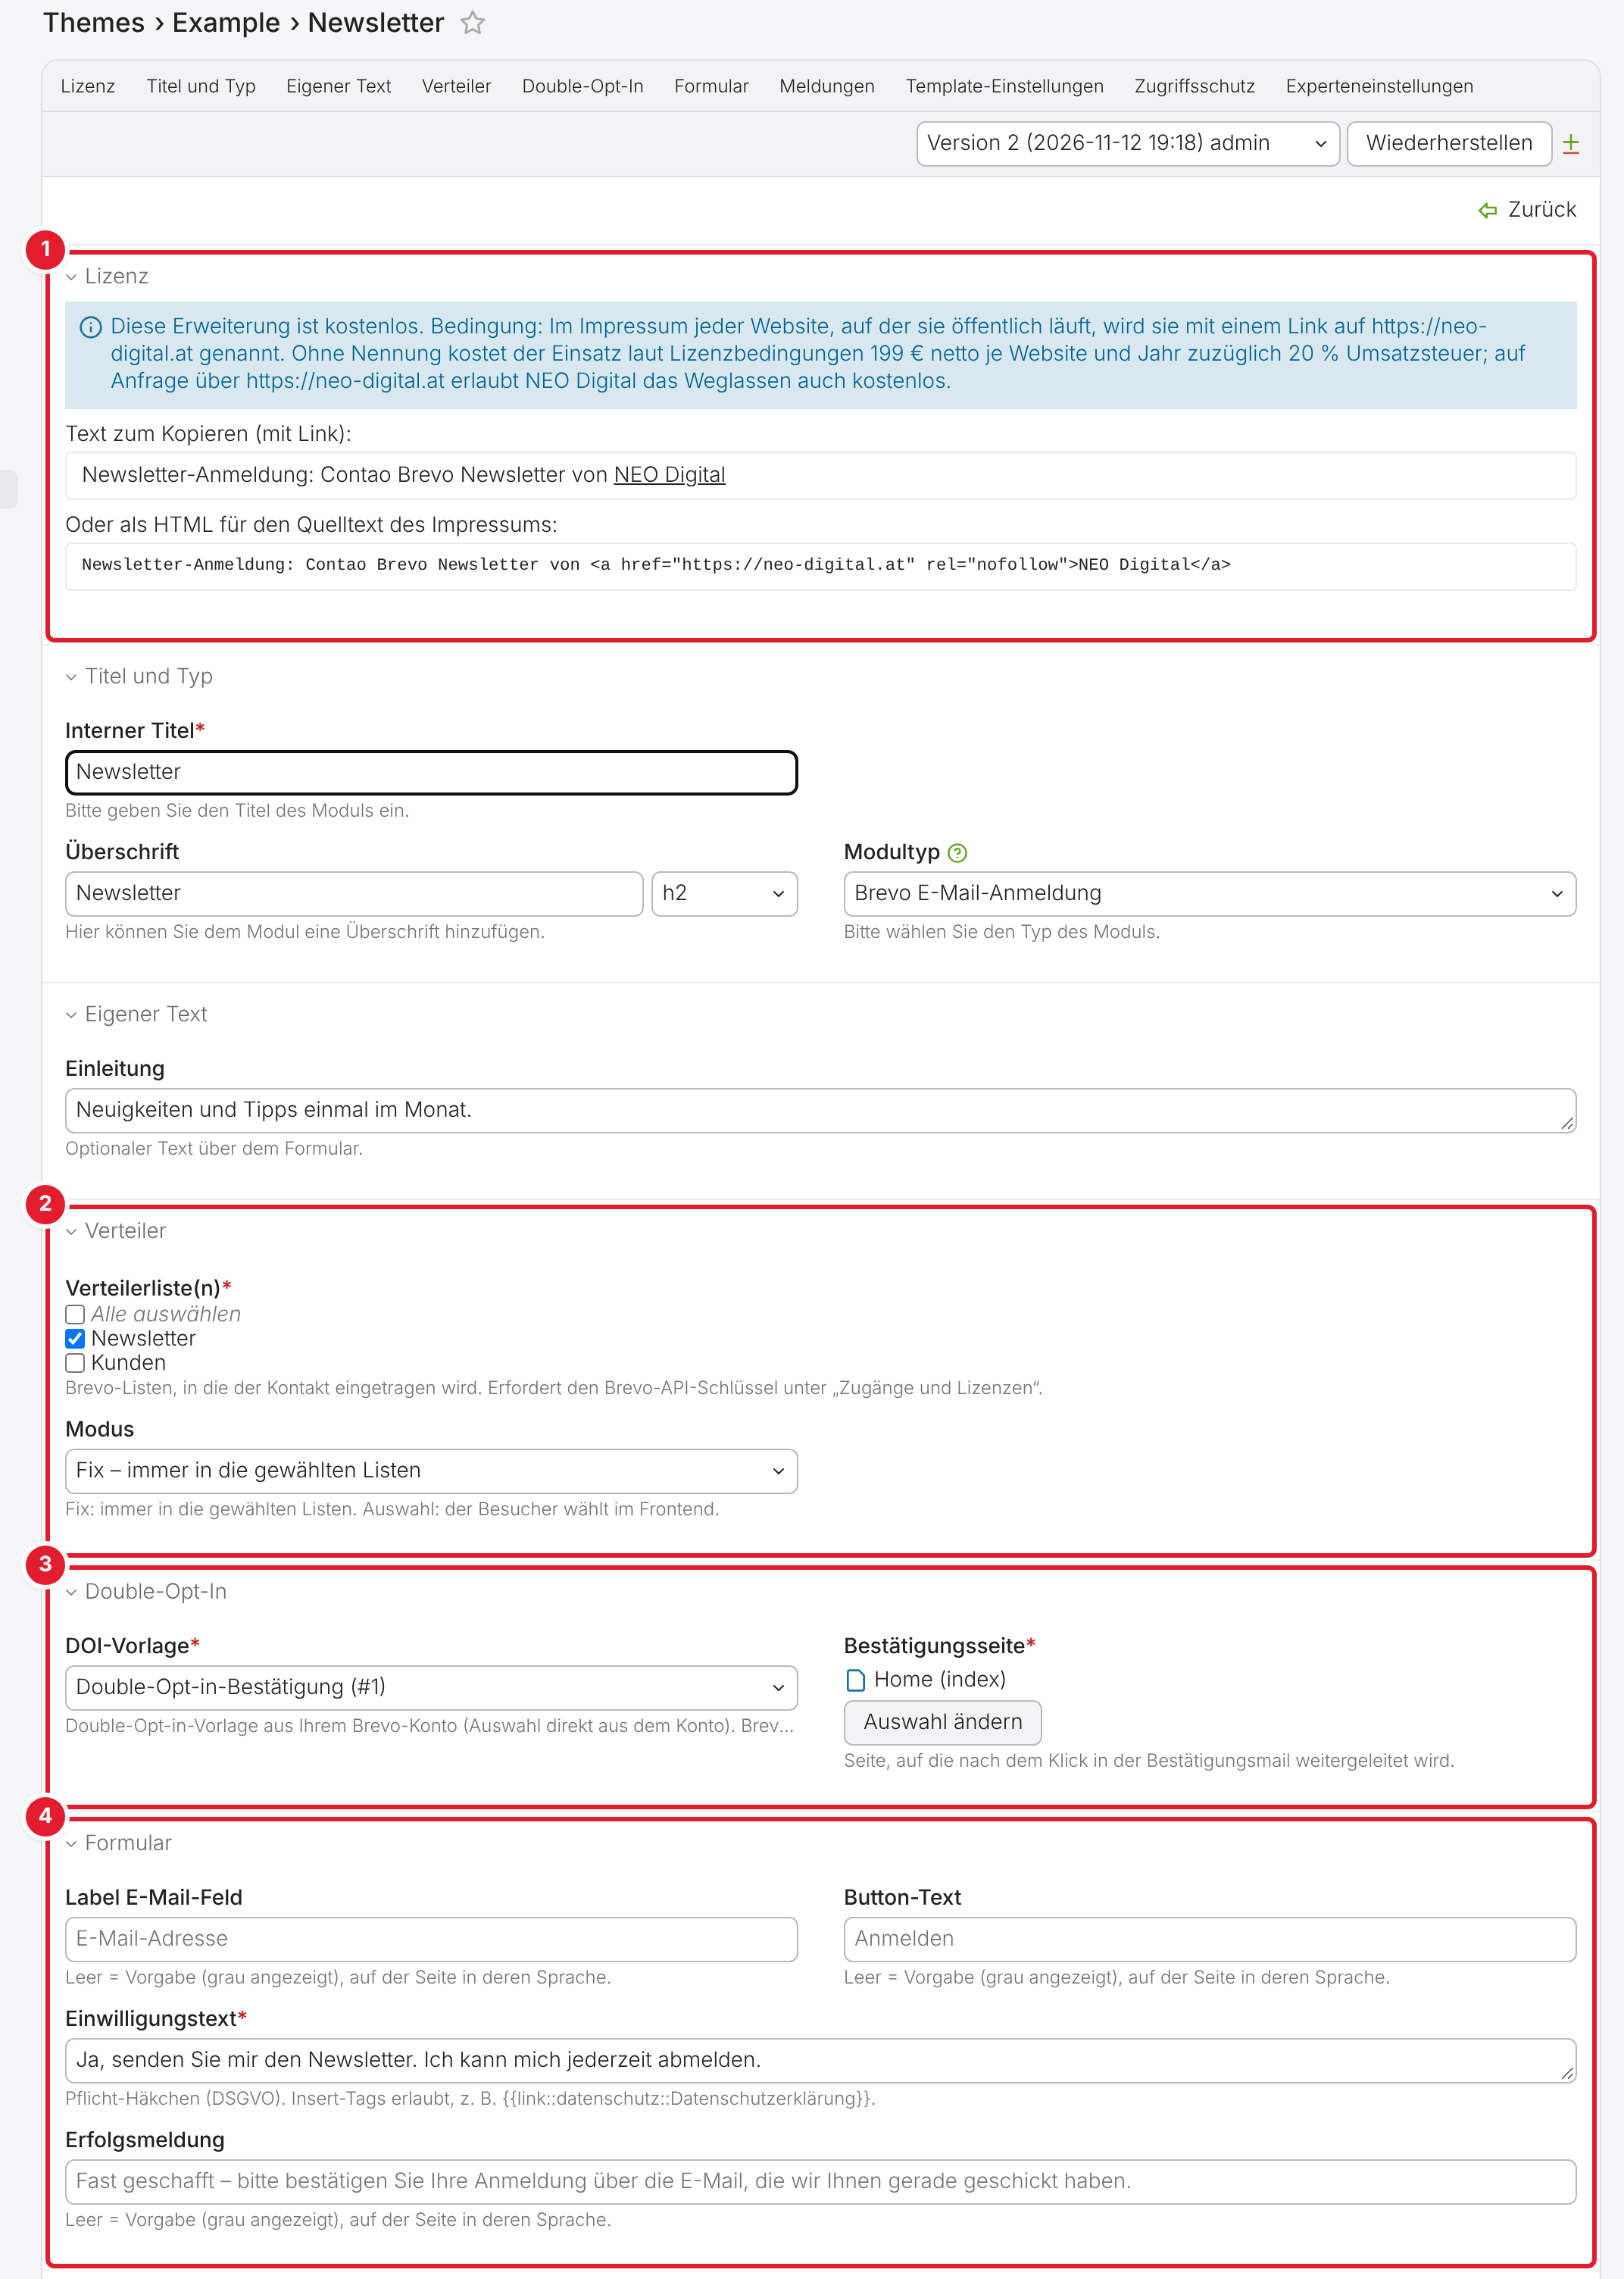 Themes › Example › Newsletter
Lizenz Titel und Typ Eigener Text Verteiler Double-Opt-In Formular Meldungen Template-Einstellungen Zugriffsschutz Experteneinstellungen
Version 2 (2026-11-12 19:18) admin Wiederherstellen
Zurück
1
Lizenz
Diese Erweiterung ist kostenlos. Bedingung: Im Impressum jeder Website, auf der sie öffentlich läuft, wird sie mit einem Link auf https://neo-
digital.at genannt. Ohne Nennung kostet der Einsatz laut Lizenzbedingungen 199 € netto je Website und Jahr zuzüglich 20 % Umsatzsteuer; auf
Anfrage über https://neo-digital.at erlaubt NEO Digital das Weglassen auch kostenlos.
Text zum Kopieren (mit Link):
Newsletter-Anmeldung: Contao Brevo Newsletter von NEO Digital
Oder als HTML für den Quelltext des Impressums:
Newsletter-Anmeldung: Contao Brevo Newsletter von <a href="https://neo-digital.at" rel="nofollow">NEO Digital</a>
Titel und Typ
Interner Titel*
Newsletter
Bitte geben Sie den Titel des Moduls ein.
Überschrift Modultyp
Newsletter h2 Brevo E-Mail-Anmeldung
Hier können Sie dem Modul eine Überschrift hinzufügen. Bitte wählen Sie den Typ des Moduls.
Eigener Text
Einleitung
Neuigkeiten und Tipps einmal im Monat.
Optionaler Text über dem Formular.
2
Verteiler
Verteilerliste(n)*
Alle auswählen
Newsletter
Kunden
Brevo-Listen, in die der Kontakt eingetragen wird. Erfordert den Brevo-API-Schlüssel unter „Zugänge und Lizenzen“.
Modus
Fix – immer in die gewählten Listen
Fix: immer in die gewählten Listen. Auswahl: der Besucher wählt im Frontend.
3
Double-Opt-In
DOI-Vorlage* Bestätigungsseite*
Home (index)
Double-Opt-in-Bestätigung (#1)
Auswahl ändern
Double-Opt-in-Vorlage aus Ihrem Brevo-Konto (Auswahl direkt aus dem Konto). Brev...
Seite, auf die nach dem Klick in der Bestätigungsmail weitergeleitet wird.
4
Formular
Label E-Mail-Feld Button-Text
E-Mail-Adresse Anmelden
Leer = Vorgabe (grau angezeigt), auf der Seite in deren Sprache. Leer = Vorgabe (grau angezeigt), auf der Seite in deren Sprache.
Einwilligungstext*
Ja, senden Sie mir den Newsletter. Ich kann mich jederzeit abmelden.
Pflicht-Häkchen (DSGVO). Insert-Tags erlaubt, z. B. {{link::datenschutz::Datenschutzerklärung}}.
Erfolgsmeldung
Fast geschafft – bitte bestätigen Sie Ihre Anmeldung über die E-Mail, die wir Ihnen gerade geschickt haben.
Leer = Vorgabe (grau angezeigt), auf der Seite in deren Sprache.